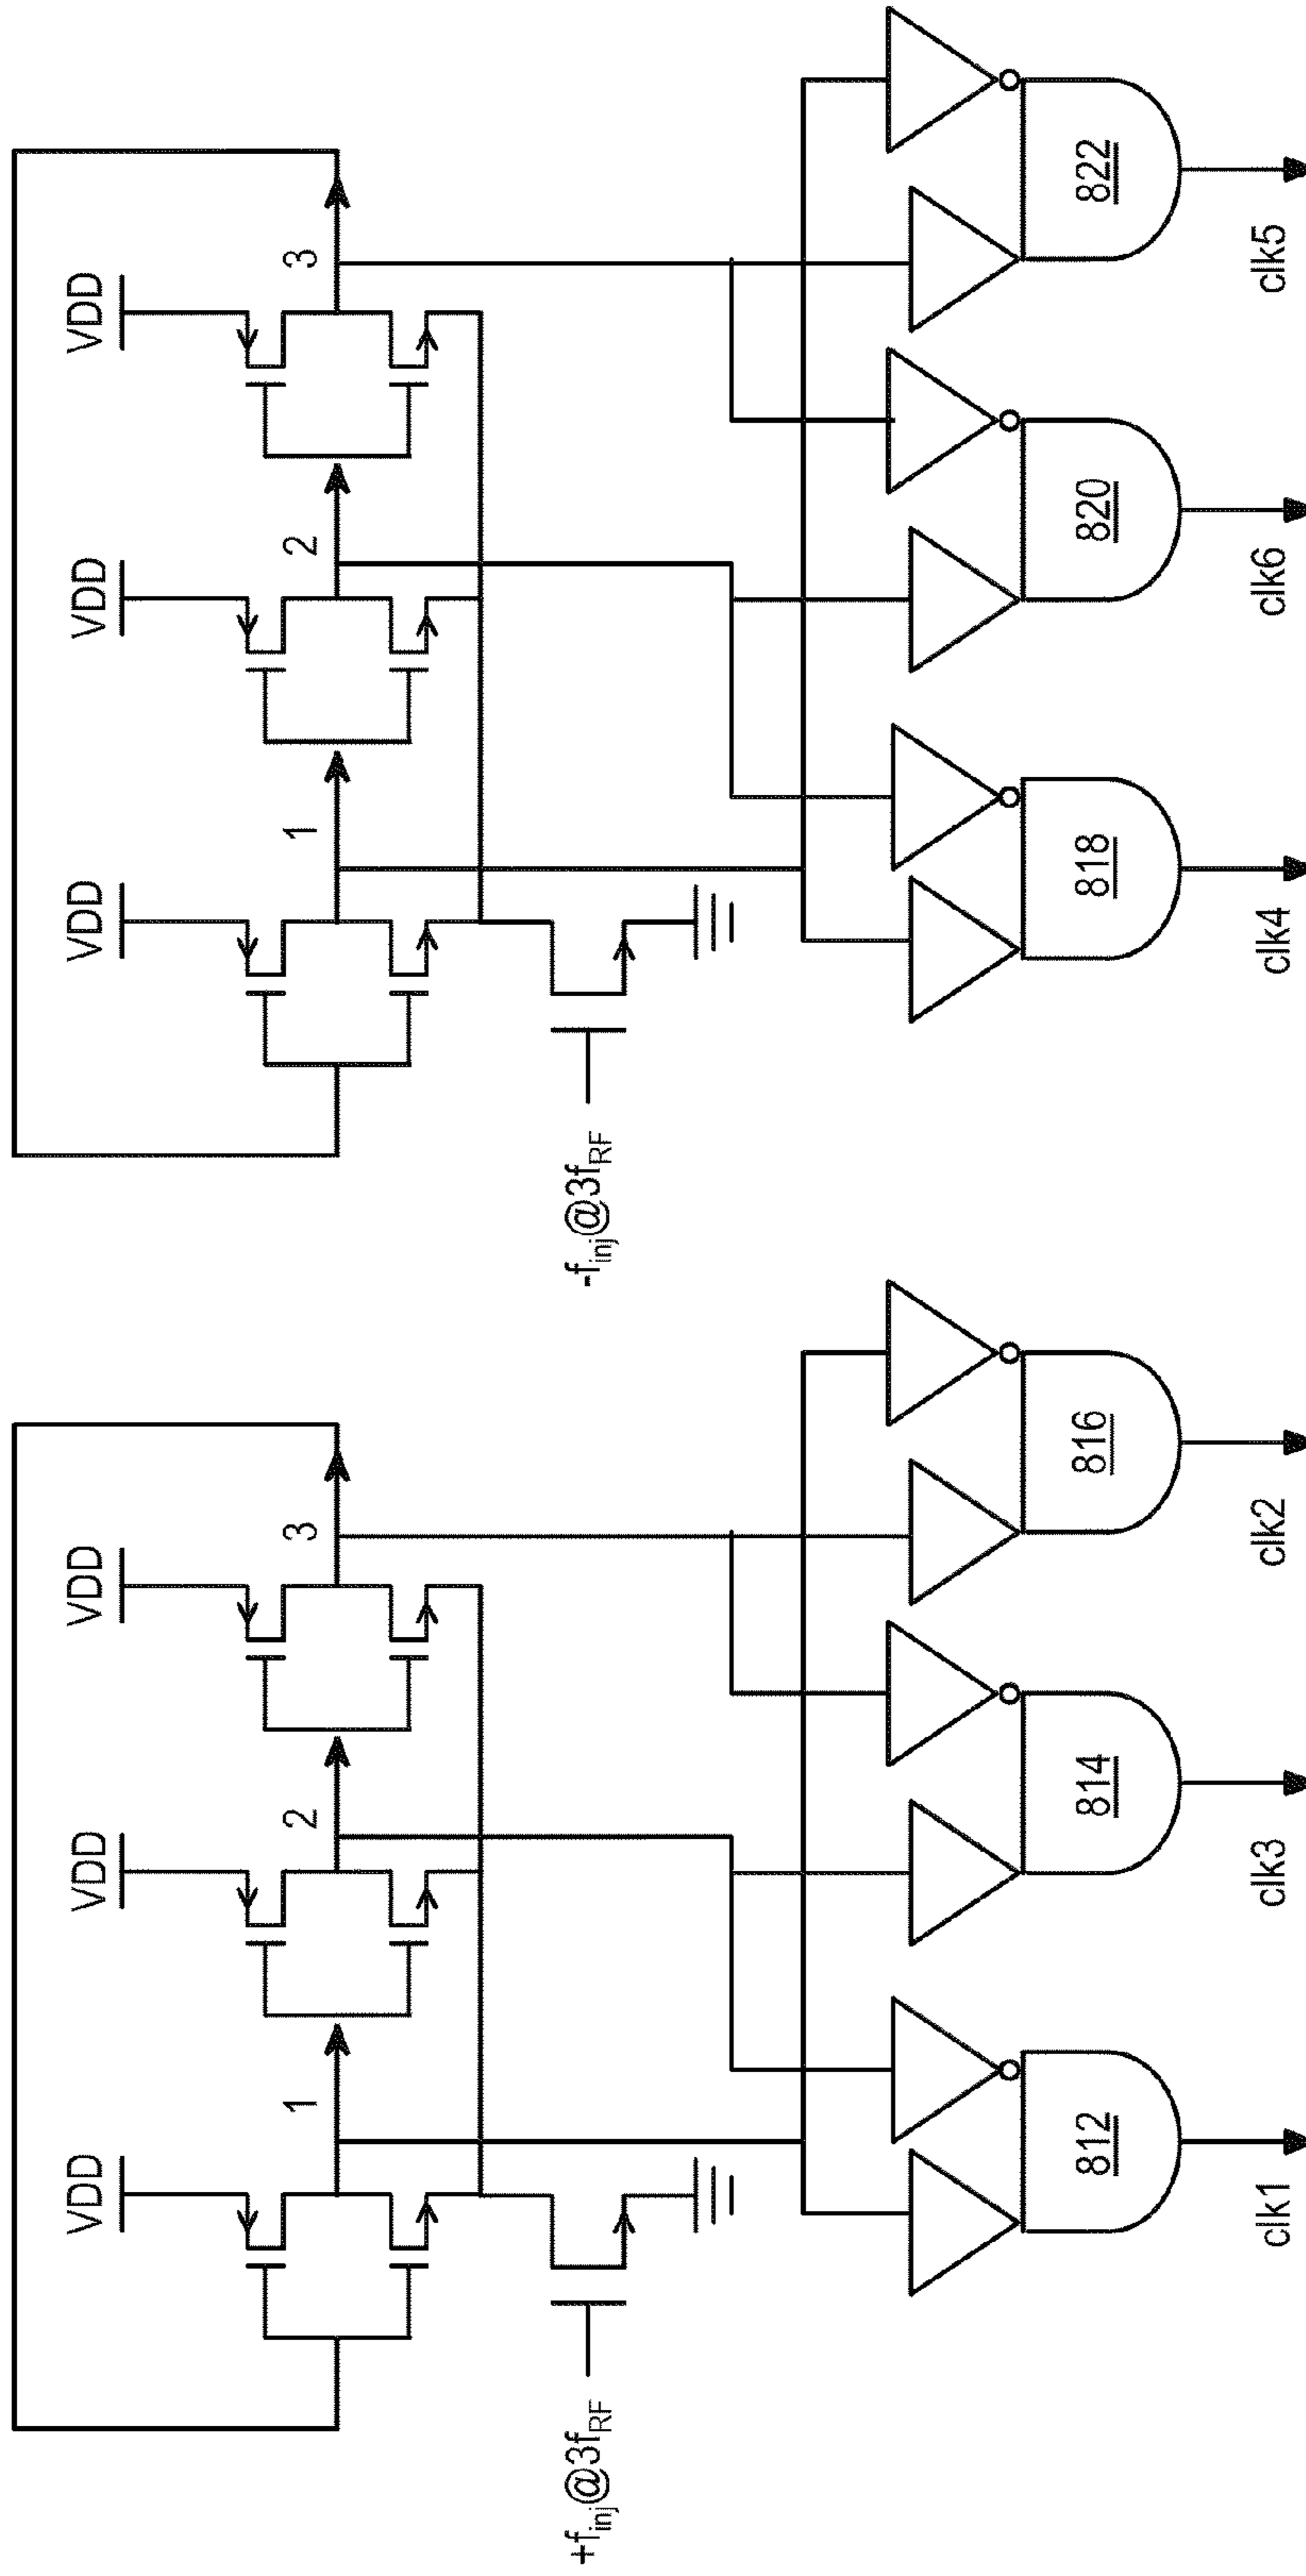 VDD VDD VDD VDD VDD VDD
1 2 3 1 2 3
+f_inj@3f_RF -f_inj@3f_RF
812 814 816 818 820 822
clk1 clk3 clk2 clk4 clk6 clk5